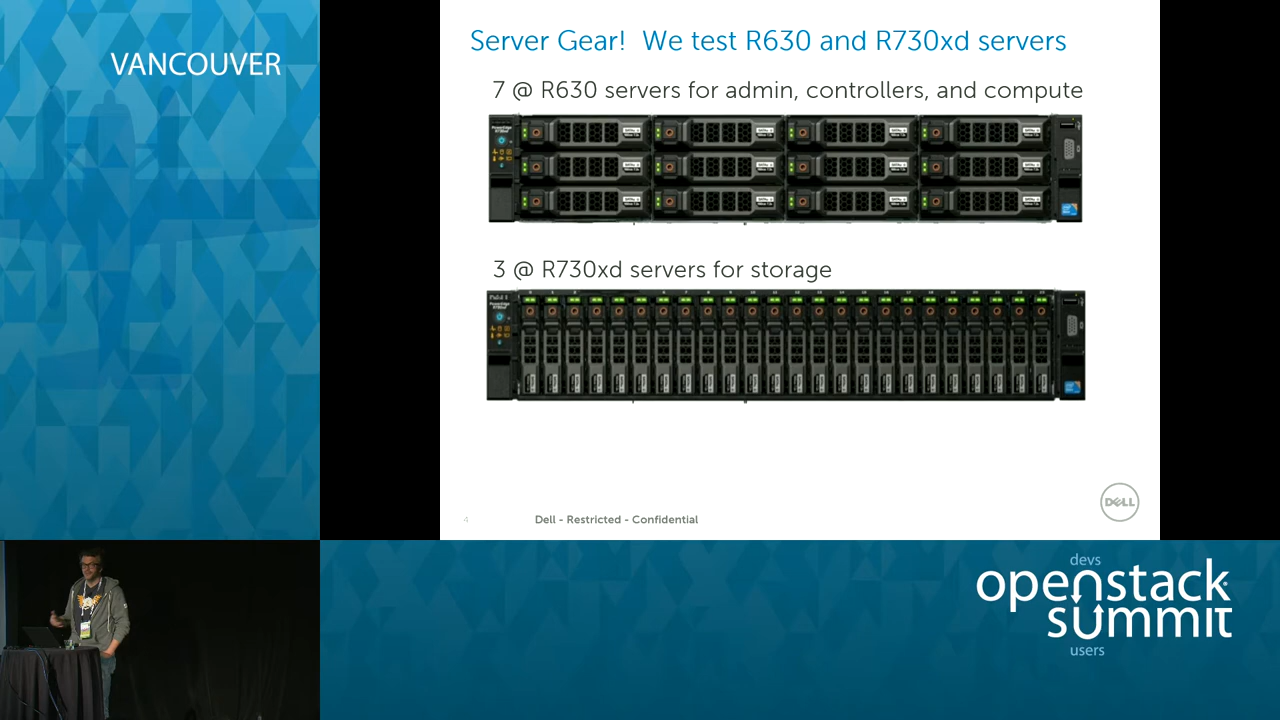 VANCOUVER
Server Gear! We test R630 and R730xd servers
7 @ R630 servers for admin, controllers, and compute
3 @ R730xd servers for storage
4
Dell - Restricted - Confidential
DELL
devs
openstack
summit
users